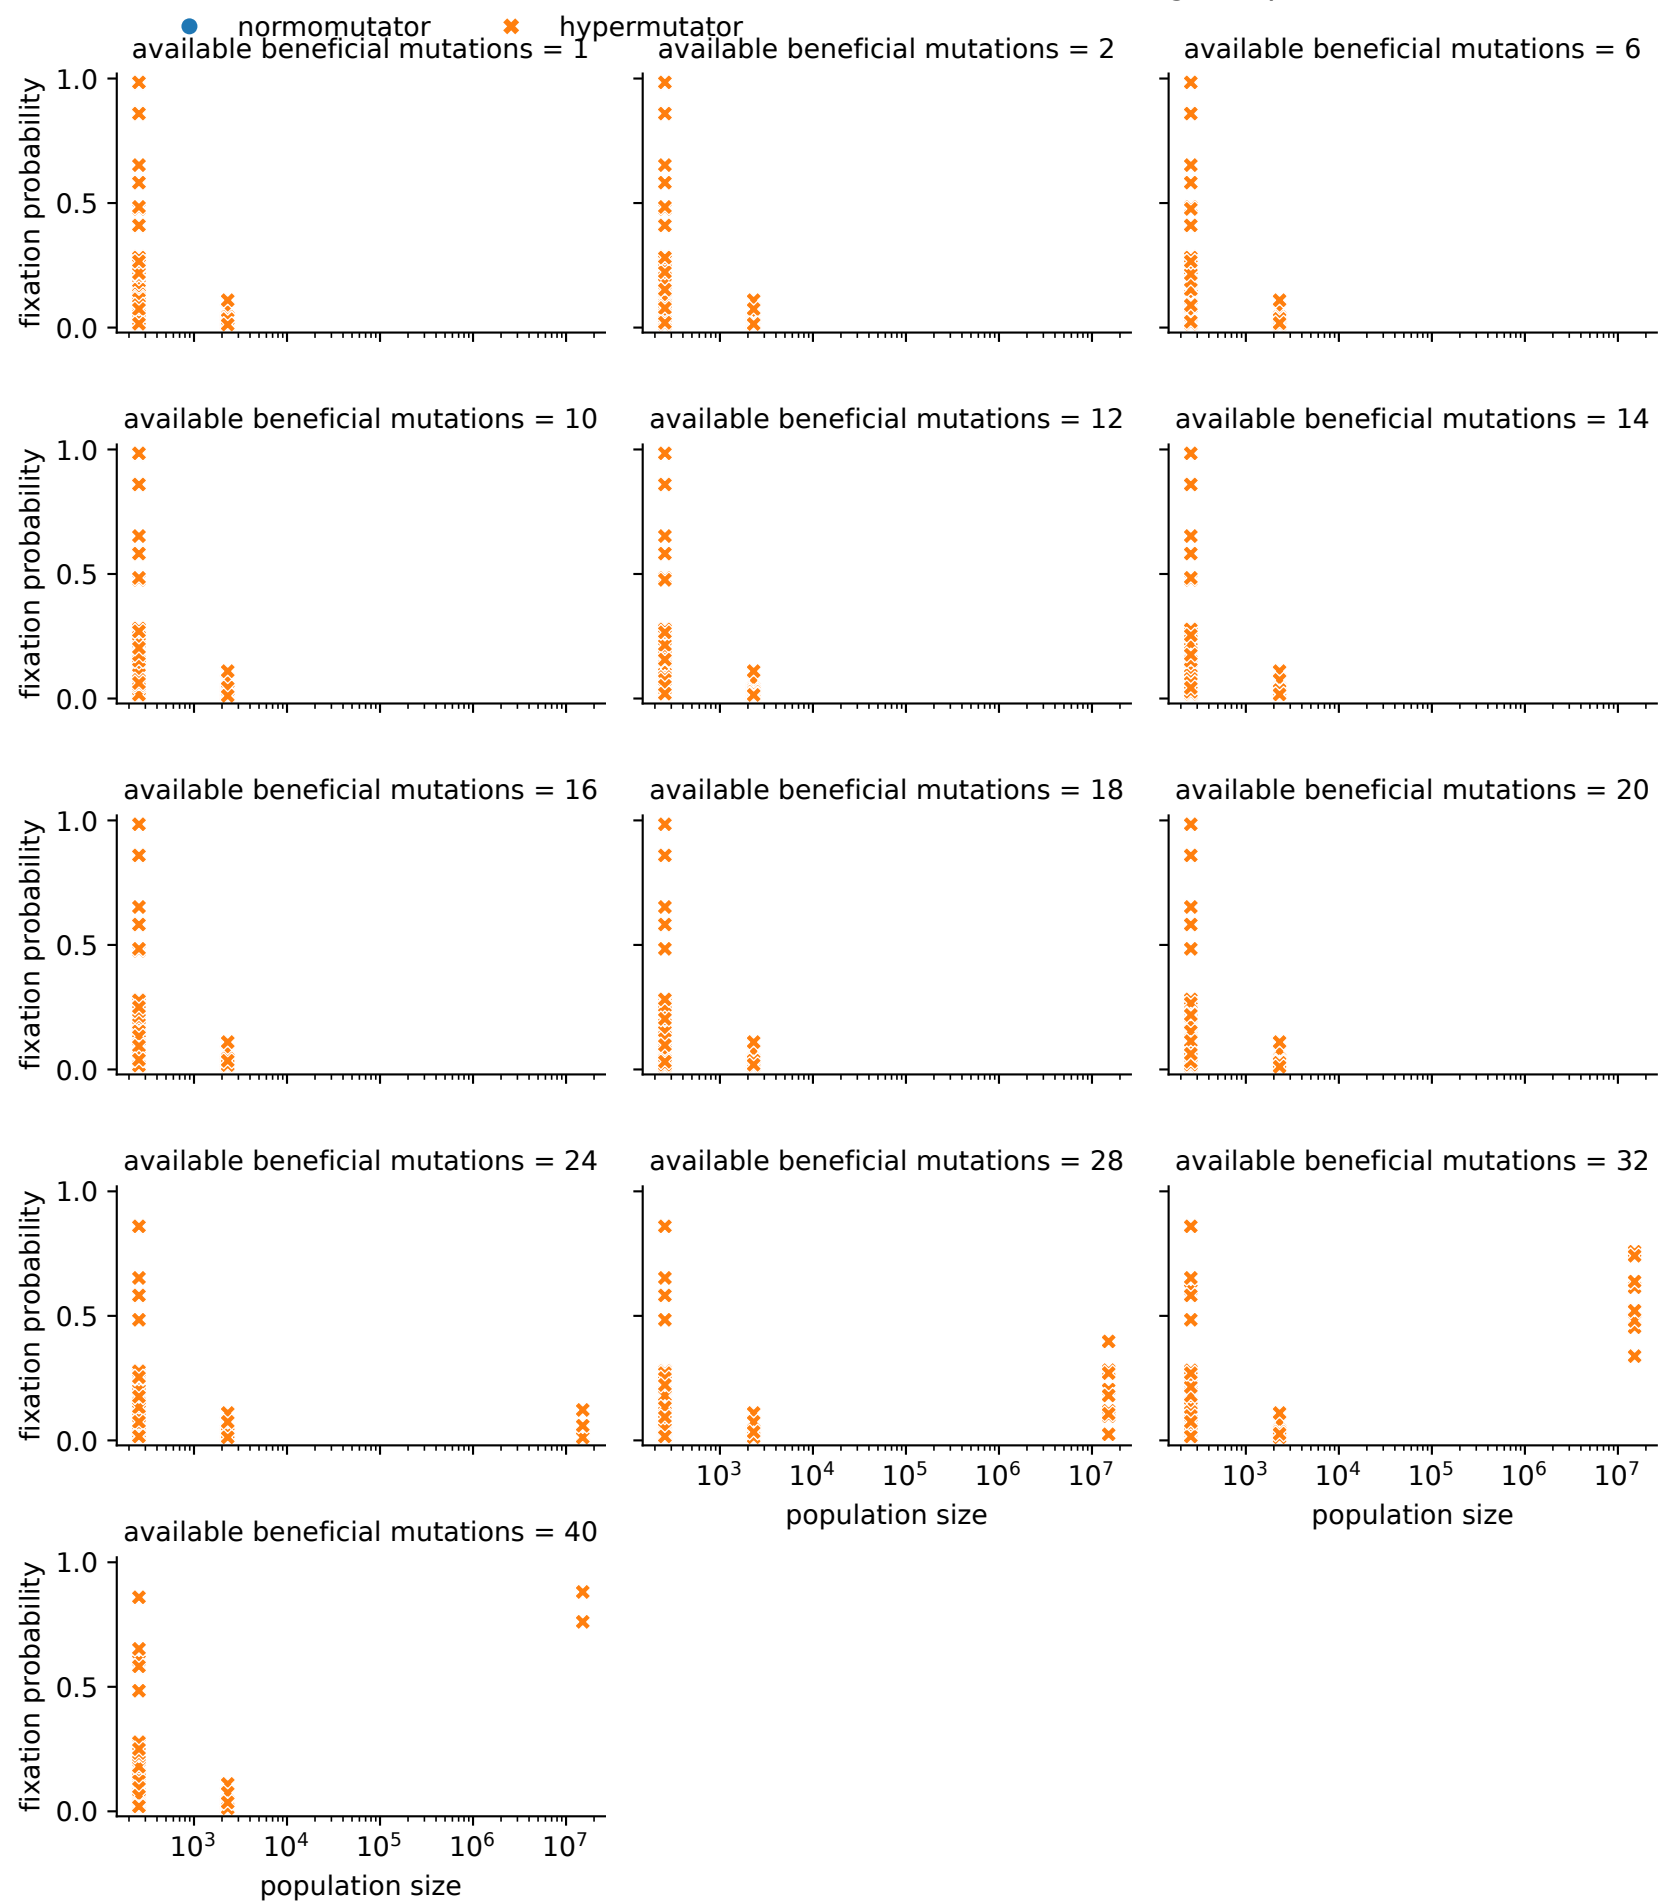 normomutator hypermutator
available beneficial mutations = 1 available beneficial mutations = 2 available beneficial mutations = 6
1.0
0.5
0.0
fixation probability
available beneficial mutations = 10 available beneficial mutations = 12 available beneficial mutations = 14
1.0
0.5
0.0
fixation probability
available beneficial mutations = 16 available beneficial mutations = 18 available beneficial mutations = 20
1.0
0.5
0.0
fixation probability
available beneficial mutations = 24 available beneficial mutations = 28 available beneficial mutations = 32
1.0
0.5
0.0
fixation probability
10³ 10⁴ 10⁵ 10⁶ 10⁷ 10³ 10⁴ 10⁵ 10⁶ 10⁷
population size population size
available beneficial mutations = 40
1.0
0.5
0.0
fixation probability
10³ 10⁴ 10⁵ 10⁶ 10⁷
population size